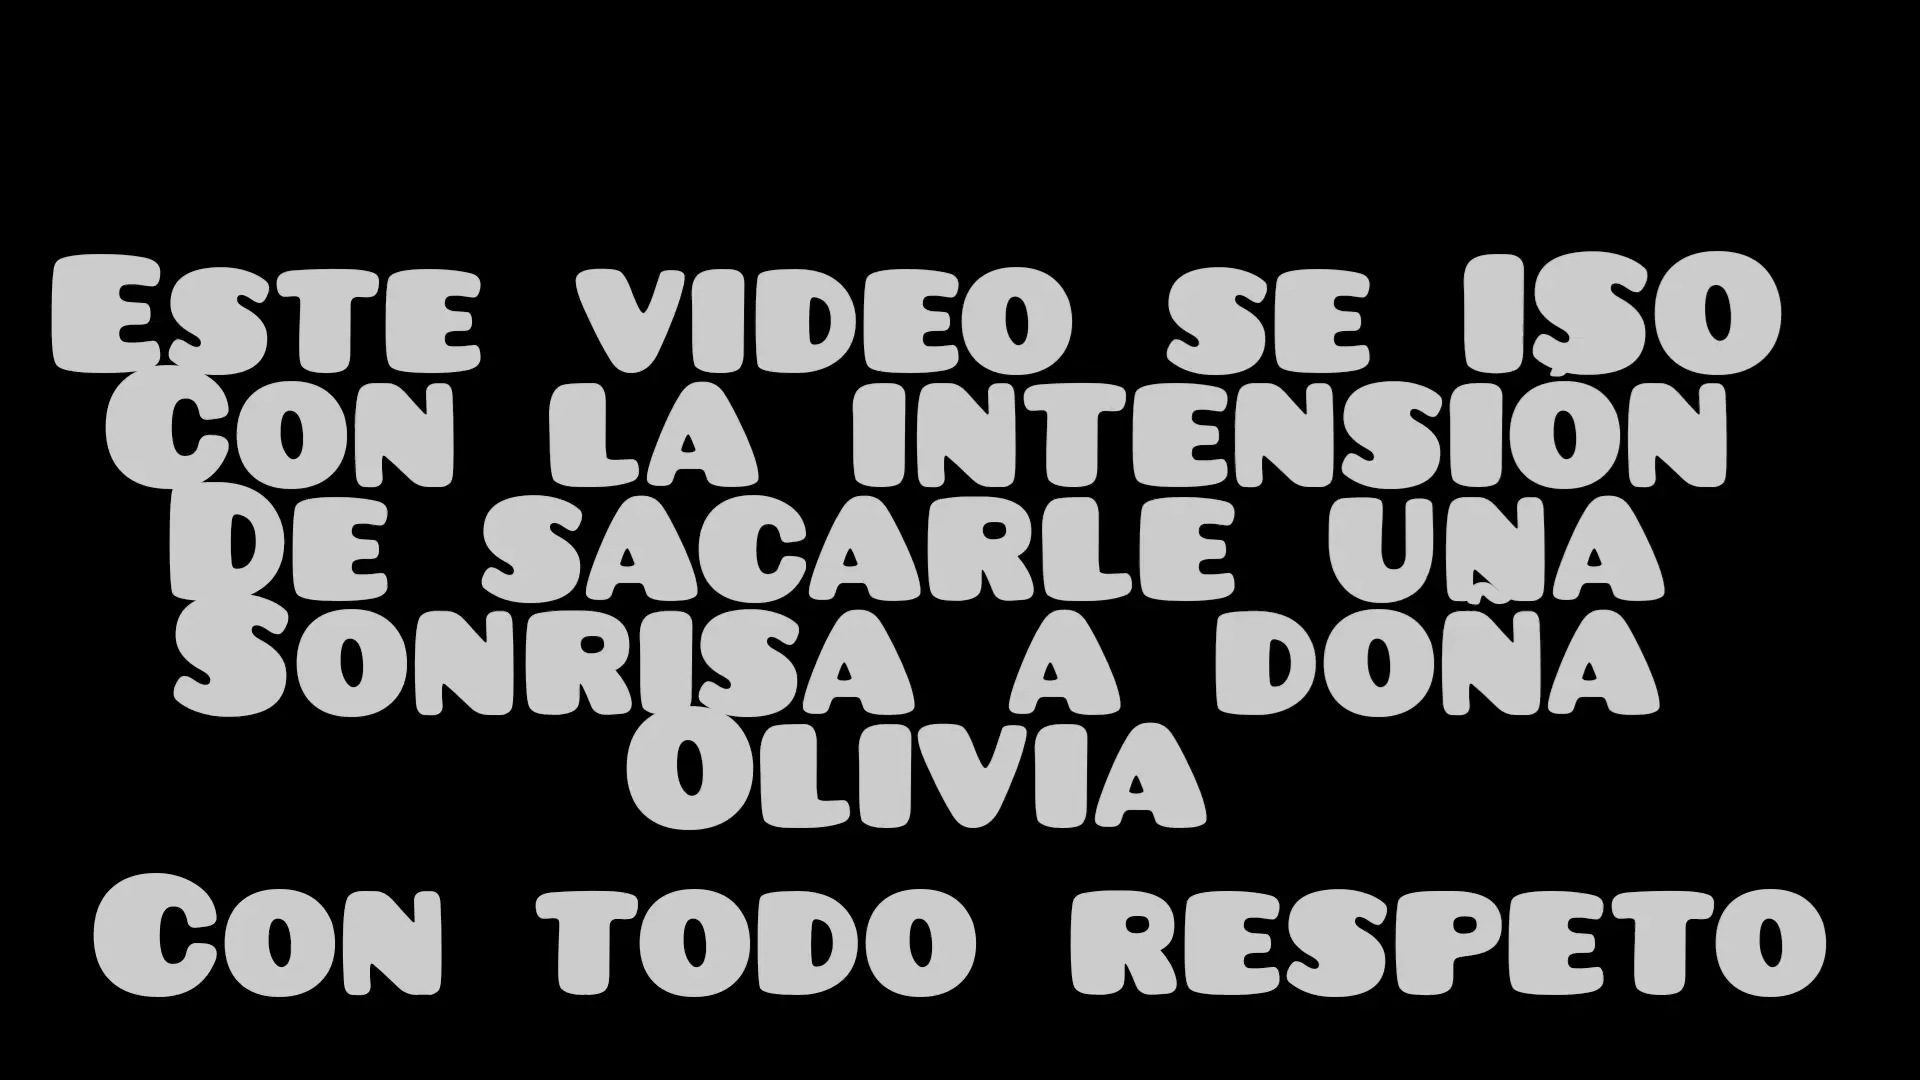 Este video se ISO
Con la intensión
De sacarle una
Sonrisa a doña
Olivia
Con todo respeto